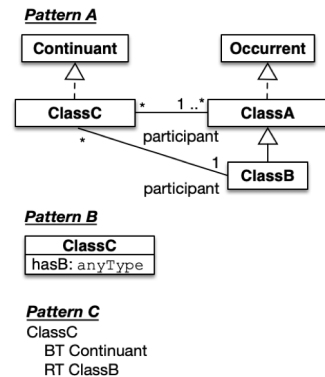 Pattern A
Continuant
Occurrent
ClassC
* 1 ..*
ClassA
participant
*
1
participant
ClassB
Pattern B
ClassC
hasB: anyType
Pattern C
ClassC
BT Continuant
RT ClassB